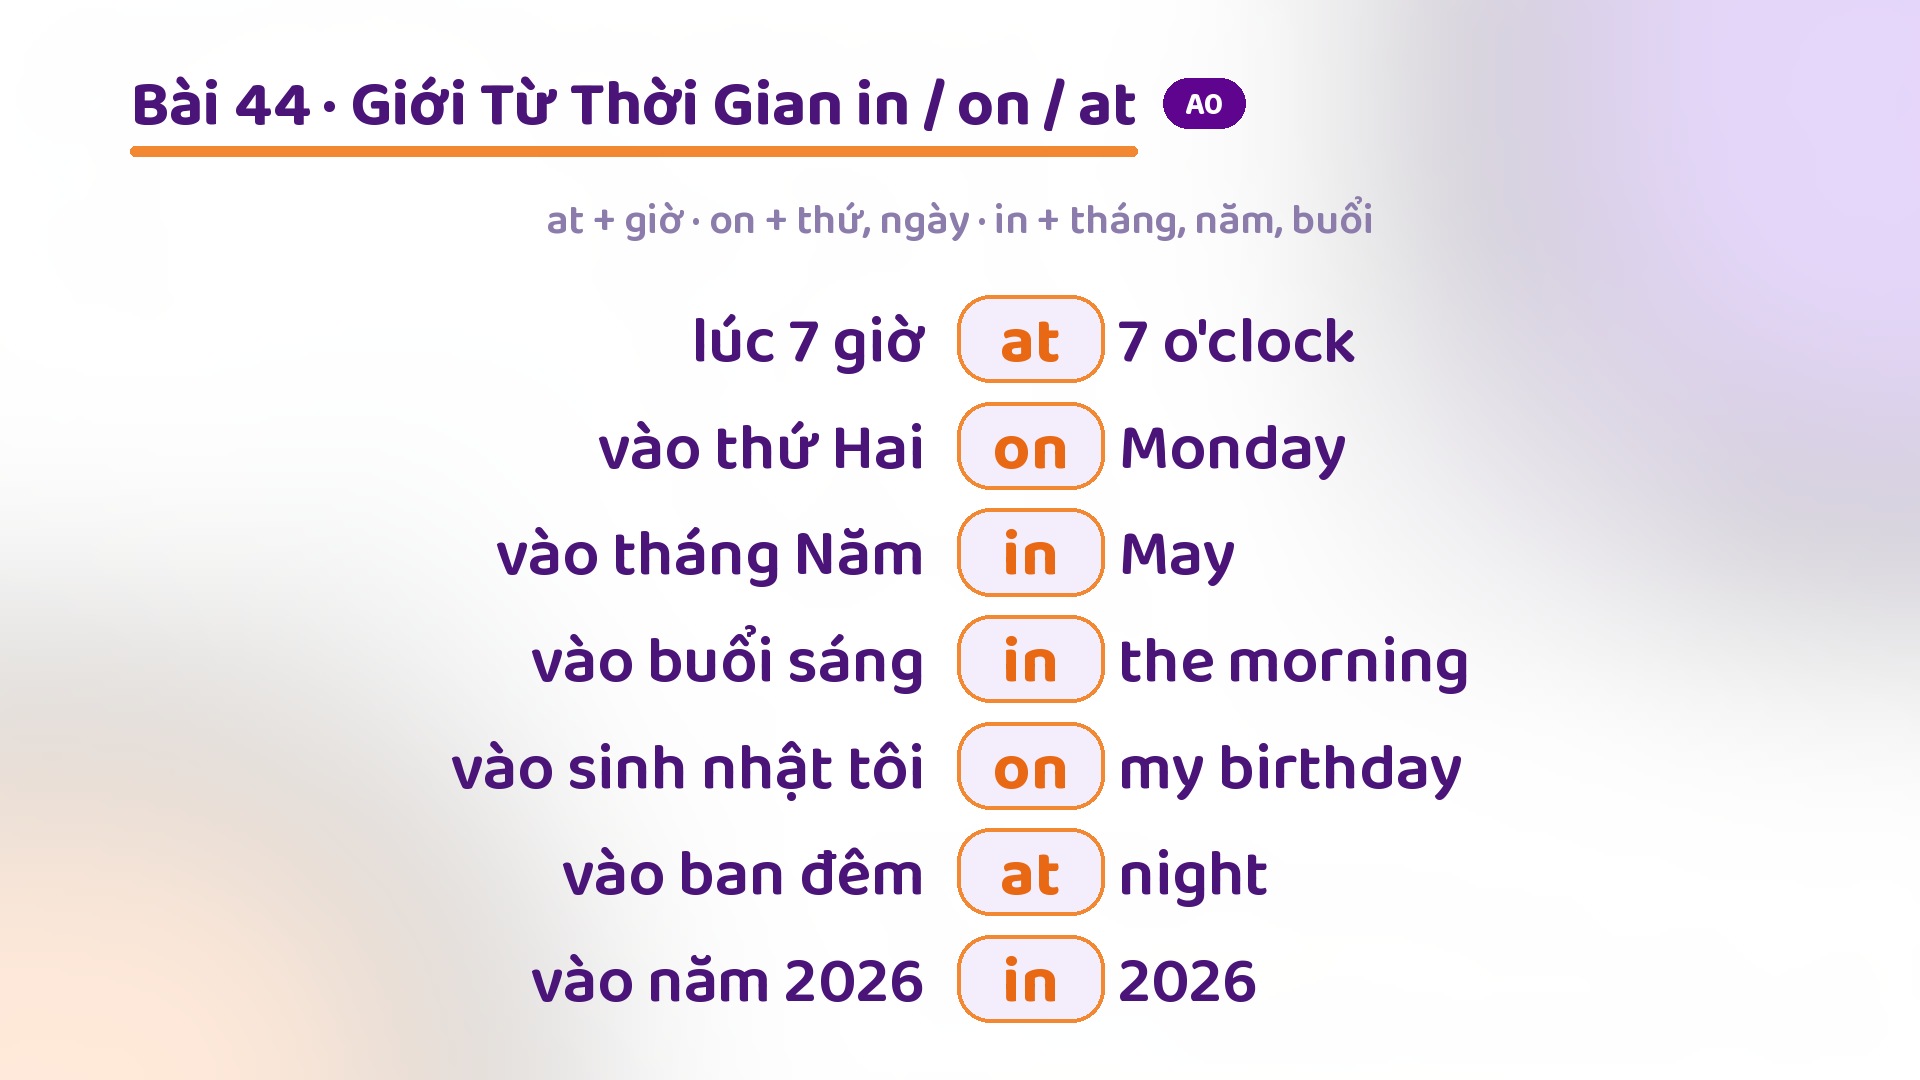 Bài 44 · Giới Từ Thời Gian in / on / at A0
at + giờ · on + thứ, ngày · in + tháng, năm, buổi
lúc 7 giờ at 7 o'clock
vào thứ Hai on Monday
vào tháng Năm in May
vào buổi sáng in the morning
vào sinh nhật tôi on my birthday
vào ban đêm at night
vào năm 2026 in 2026